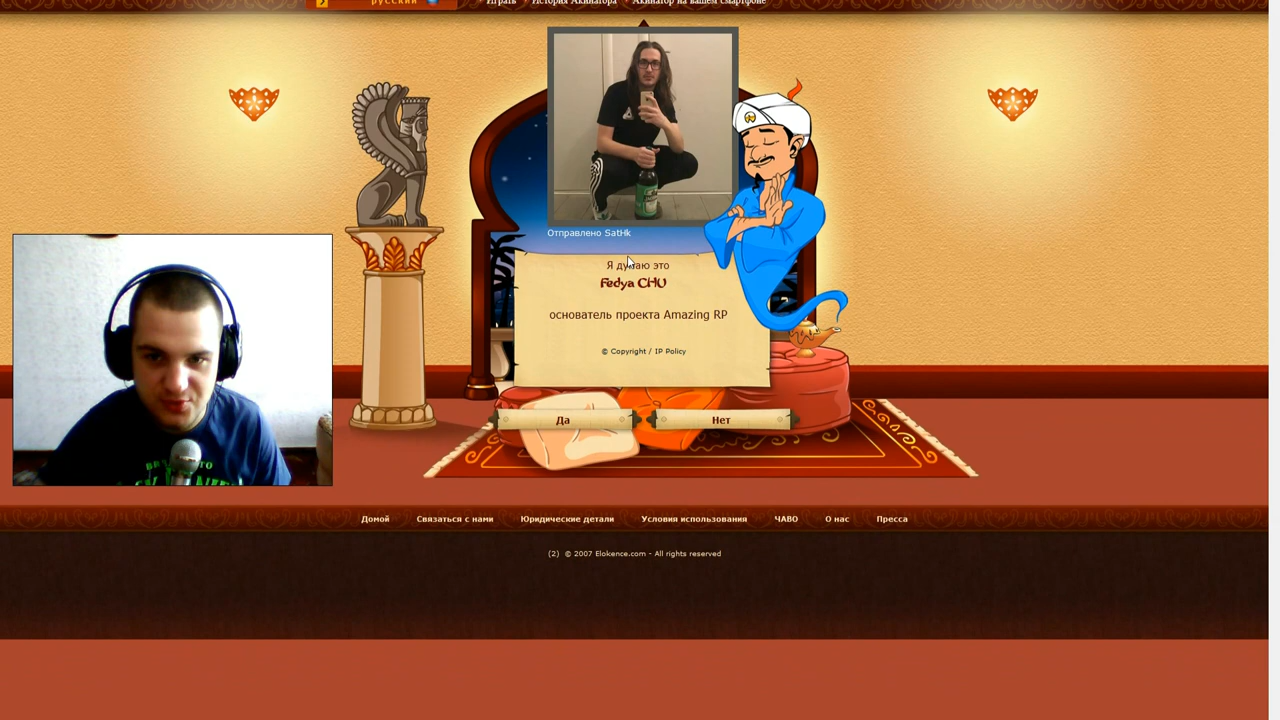 русский
Играть
История Акинатора
Акинатор на вашем смартфоне
Отправлено SatHk
Я думаю это
Fedya CHU
основатель проекта Amazing RP
© Copyright / IP Policy
Да
Нет
Домой
Связаться с нами
Юридические детали
Условия использования
ЧАВО
О нас
Пресса
(2) © 2007 Elokence.com - All rights reserved